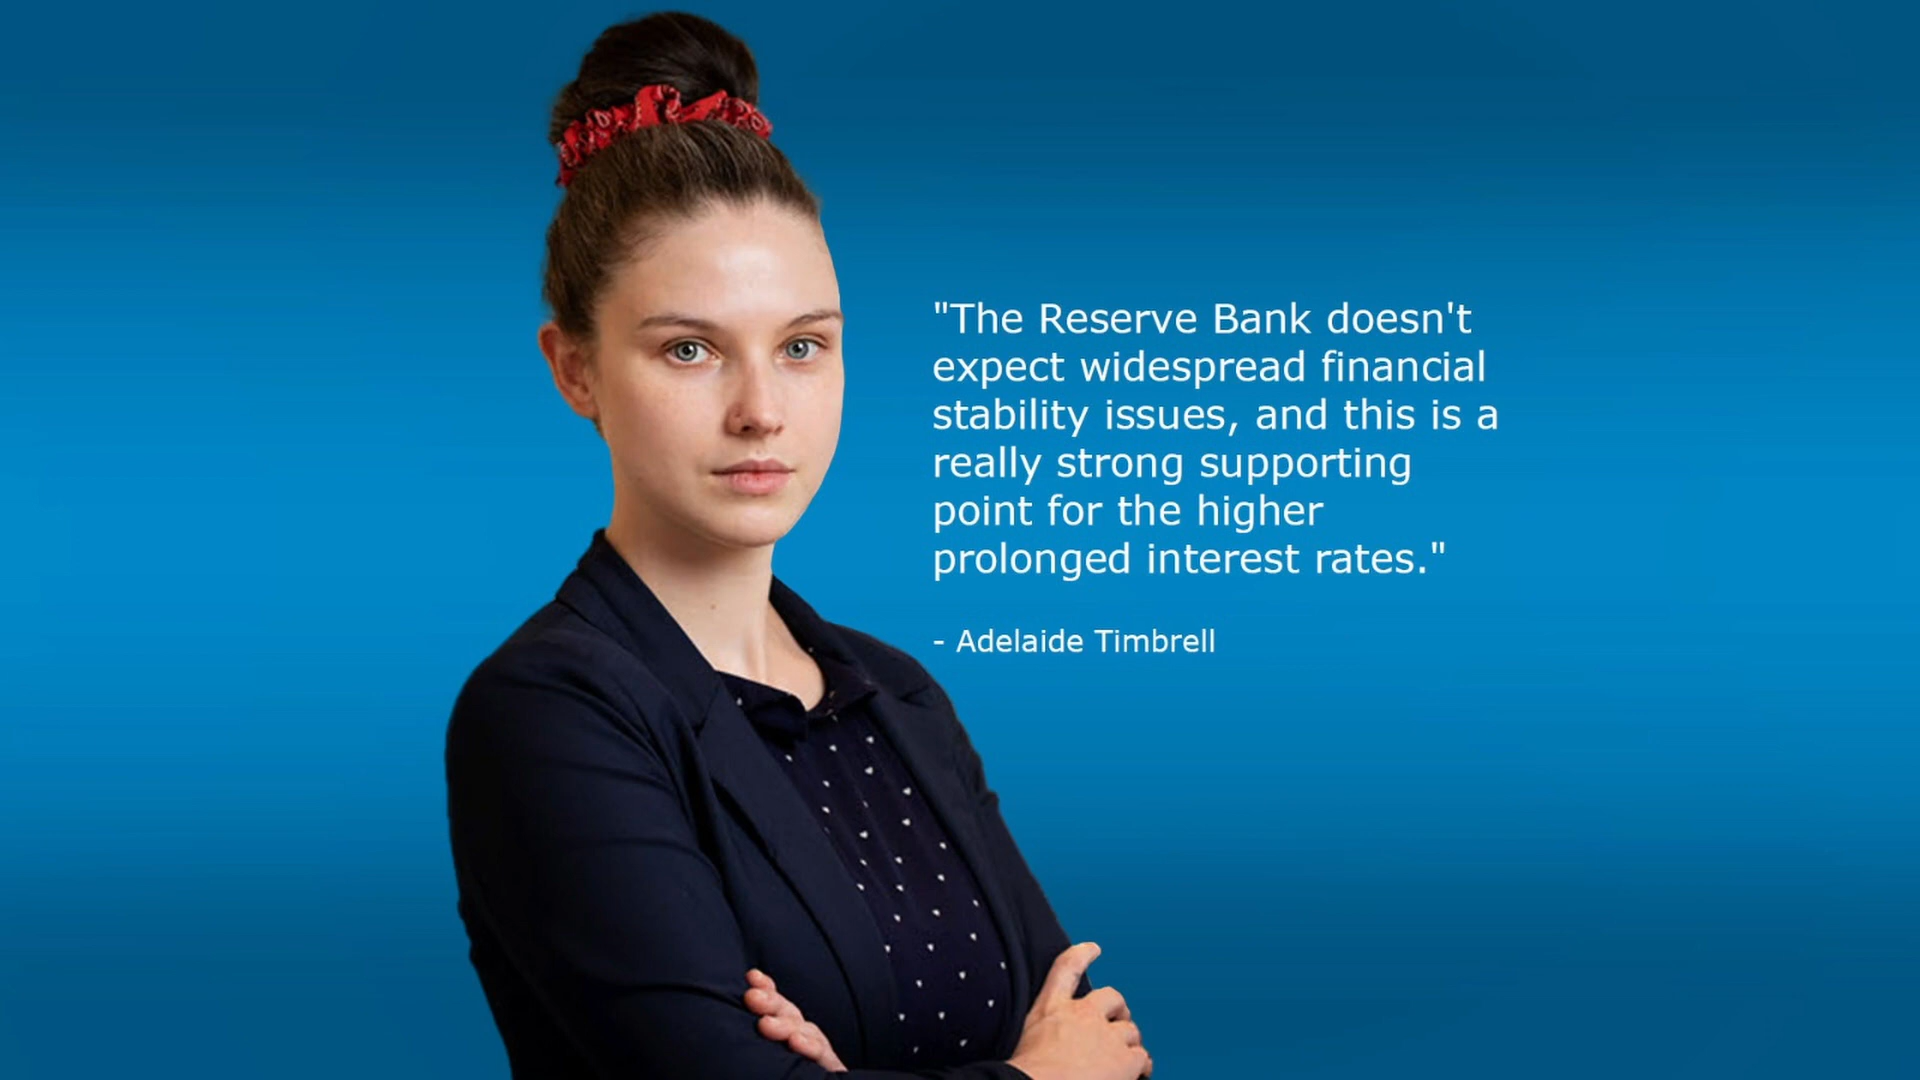 "The Reserve Bank doesn't
expect widespread financial
stability issues, and this is a
really strong supporting
point for the higher
prolonged interest rates."
- Adelaide Timbrell